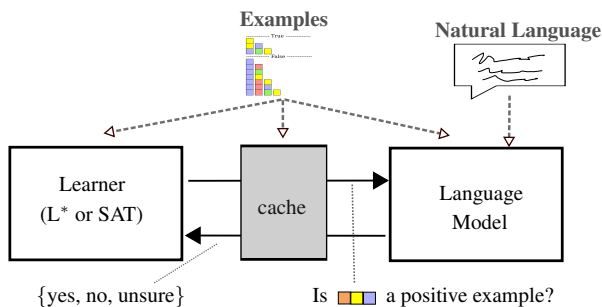 Examples
True
False
Natural Language
Learner
(L* or SAT)
cache
Language
Model
{yes, no, unsure}
Is a positive example?